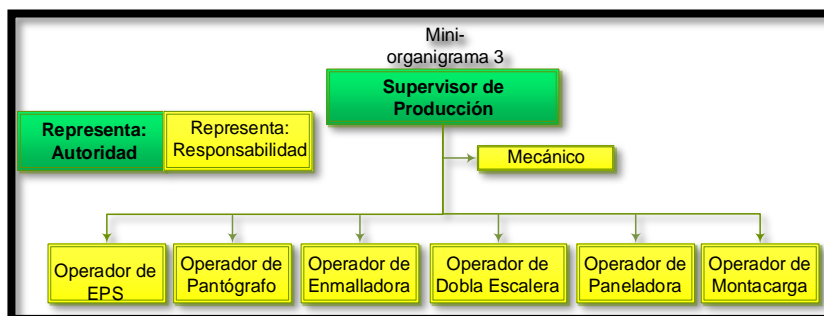 Mini-
organigrama 3
Supervisor de
Producción
Representa:
Autoridad
Representa:
Responsabilidad
Mecánico
Operador de
EPS
Operador de
Pantógrafo
Operador de
Enmalladora
Operador de
Dobla Escalera
Operador de
Paneladora
Operador de
Montacarga